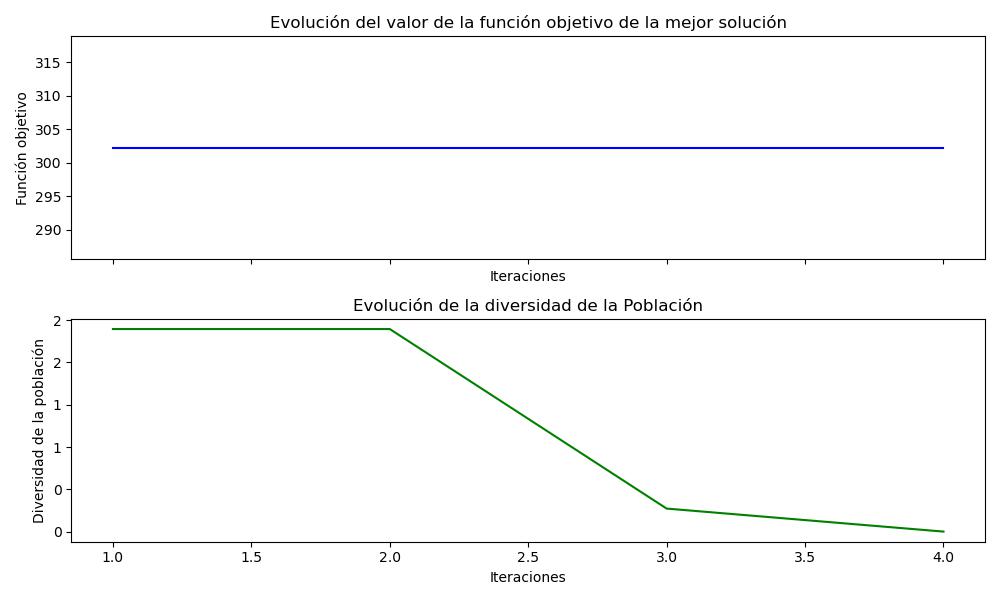 Evolución del valor de la función objetivo de la mejor solución
Función objetivo
315
310
305
300
295
290
Iteraciones
Evolución de la diversidad de la Población
Diversidad de la población
2
2
1
1
0
0
1.0 1.5 2.0 2.5 3.0 3.5 4.0
Iteraciones